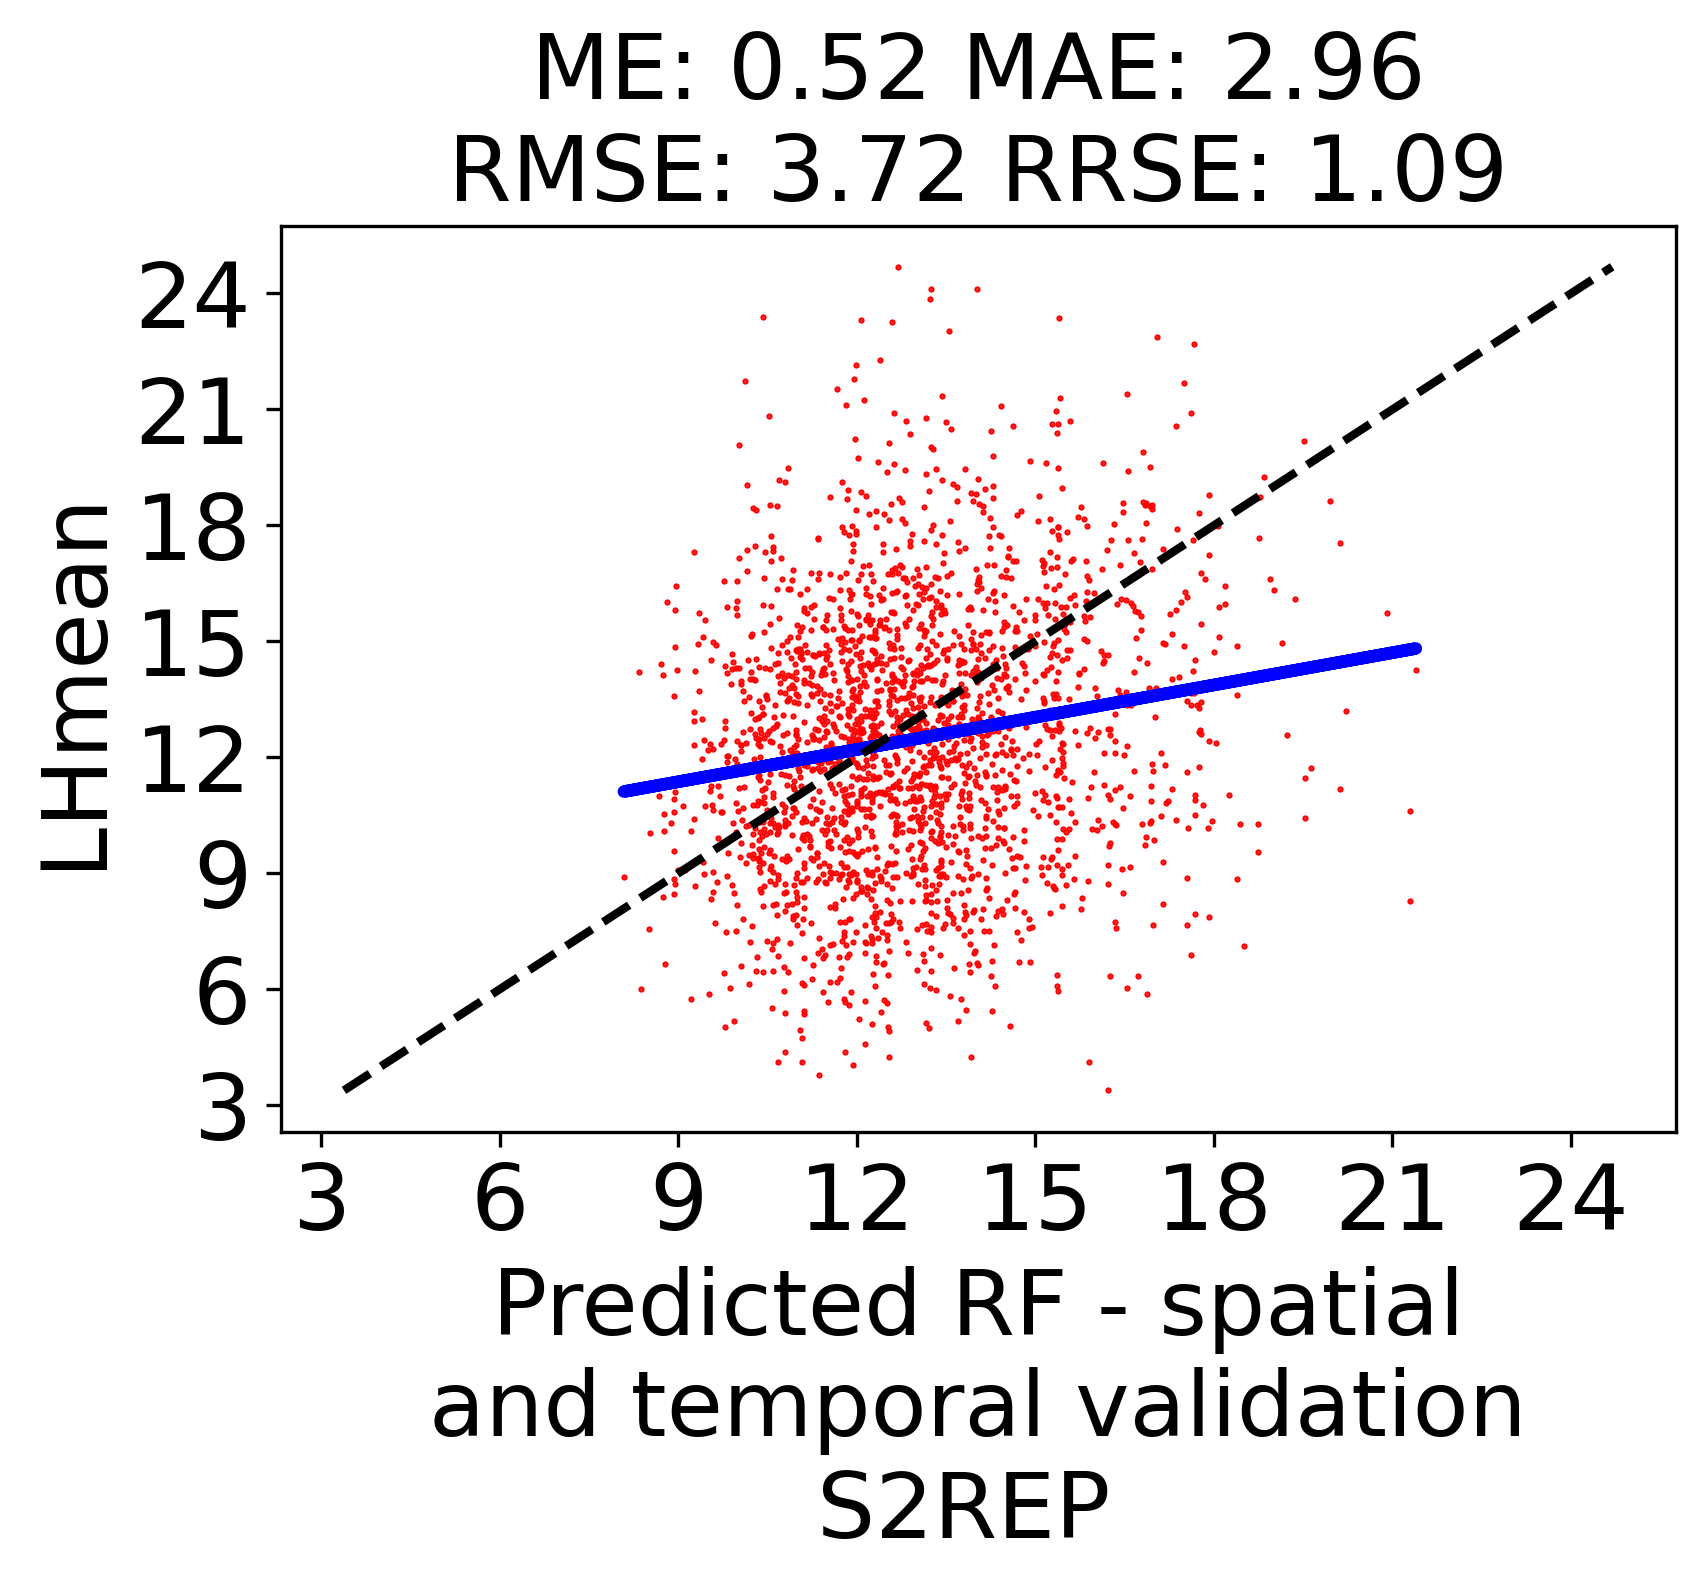 ME: 0.52 MAE: 2.96
RMSE: 3.72 RRSE: 1.09
24
21
18
15
12
9
6
3
LHmean
3 6 9 12 15 18 21 24
Predicted RF - spatial
and temporal validation
S2REP